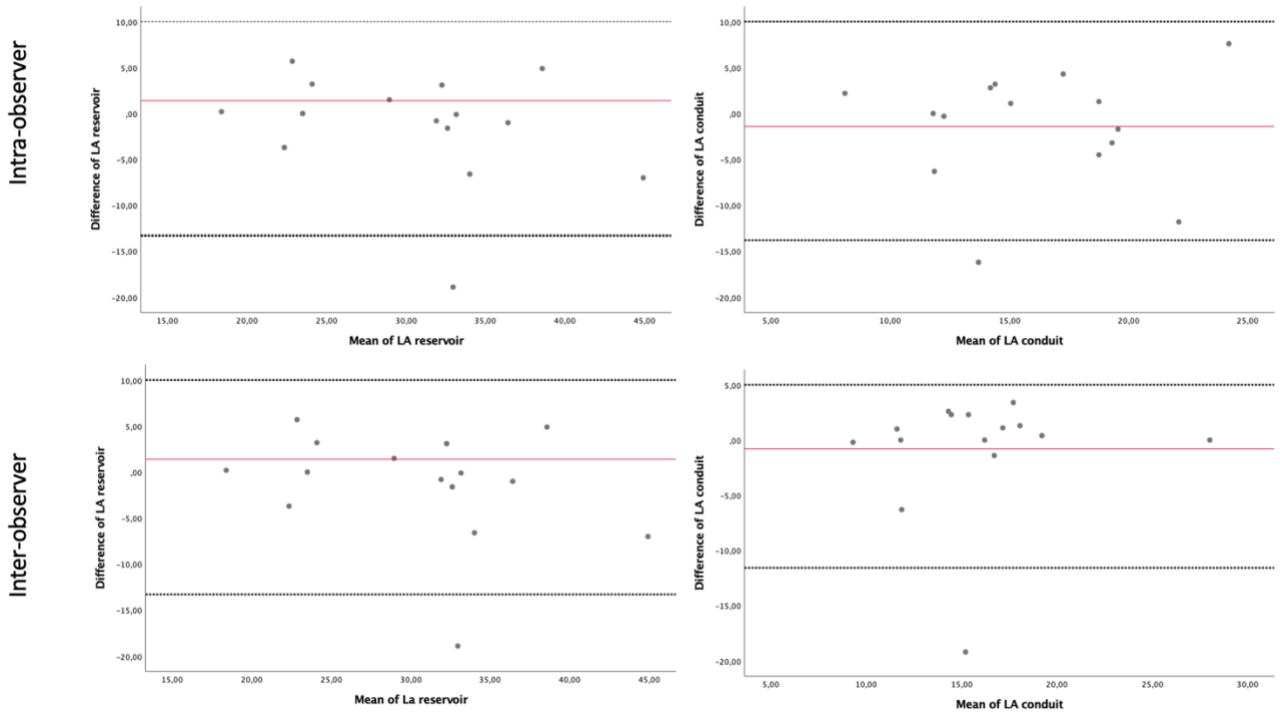 Intra-observer
Difference of LA reservoir
10,00
5,00
,00
-5,00
-10,00
-15,00
-20,00
15,00 20,00 25,00 30,00 35,00 40,00 45,00
Mean of LA reservoir
Difference of LA conduit
10,00
5,00
,00
-5,00
-10,00
-15,00
-20,00
5,00 10,00 15,00 20,00 25,00
Mean of LA conduit
Inter-observer
Difference of LA reservoir
10,00
5,00
,00
-5,00
-10,00
-15,00
-20,00
15,00 20,00 25,00 30,00 35,00 40,00 45,00
Mean of La reservoir
Difference of LA conduit
5,00
,00
-5,00
-10,00
-15,00
-20,00
5,00 10,00 15,00 20,00 25,00 30,00
Mean of LA conduit